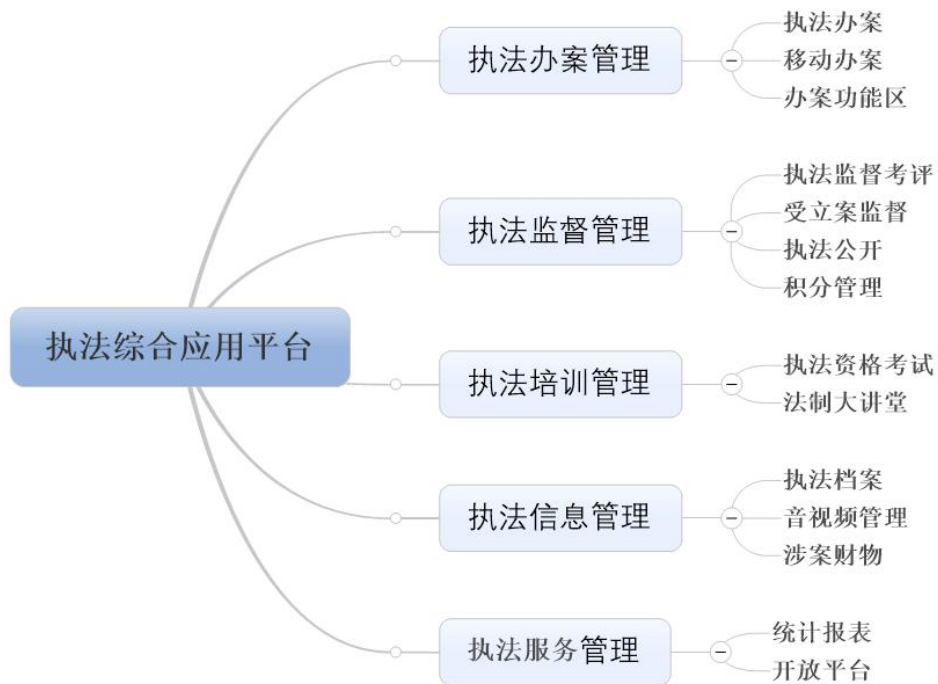 执法综合应用平台
执法办案管理
执法办案
移动办案
办案功能区
执法监督管理
执法监督考评
受立案监督
执法公开
积分管理
执法培训管理
执法资格考试
法制大讲堂
执法信息管理
执法档案
音视频管理
涉案财物
执法服务管理
统计报表
开放平台